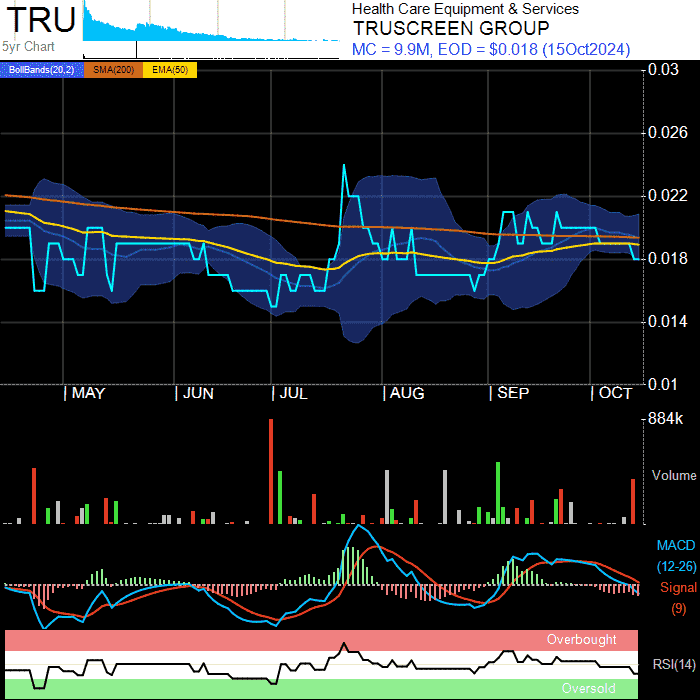 TRU
5yr Chart
Health Care Equipment & Services
TRUSCREEN GROUP
MC = 9.9M, EOD = $0.018 (15Oct2024)
BollBands(20,2) SMA(200) EMA(50)
0.03
0.026
0.022
0.018
0.014
0.01
| MAY | JUN | JUL | AUG | SEP | OCT
884k
Volume
MACD
(12-26)
Signal
(9)
Overbought
RSI(14)
Oversold